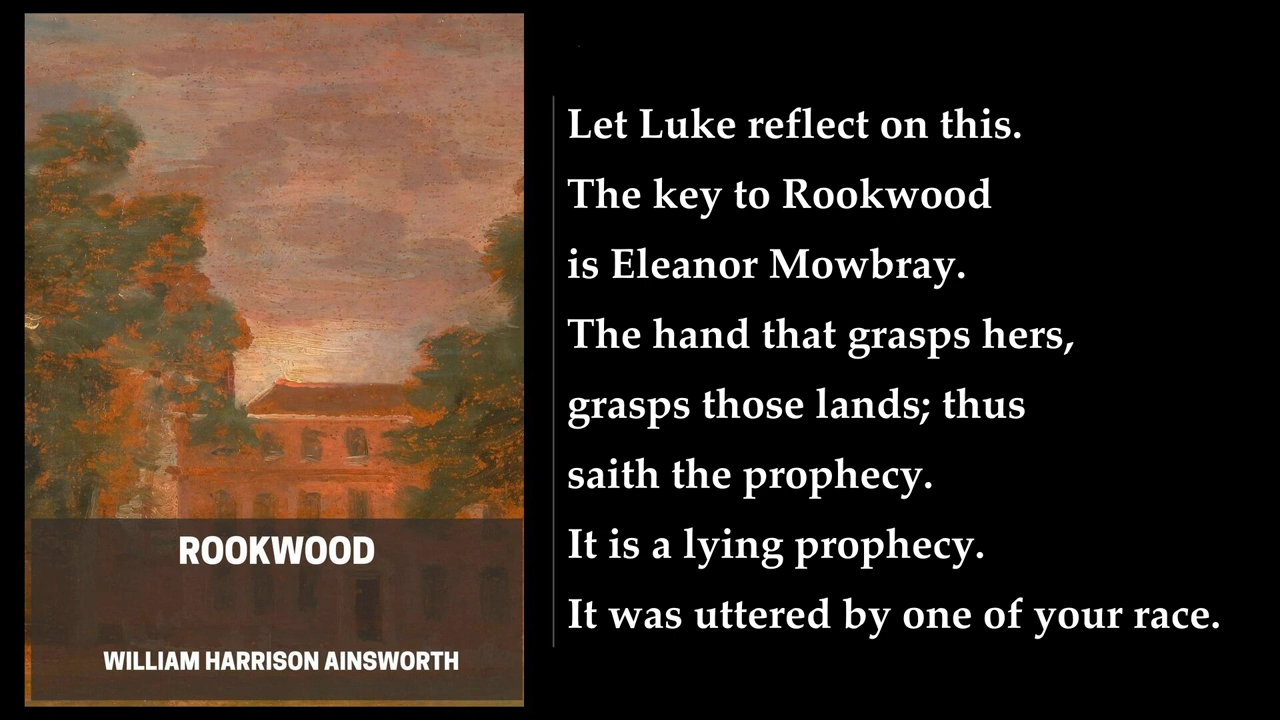 ROOKWOOD
WILLIAM HARRISON AINSWORTH
Let Luke reflect on this.
The key to Rookwood
is Eleanor Mowbray.
The hand that grasps hers,
grasps those lands; thus
saith the prophecy.
It is a lying prophecy.
It was uttered by one of your race.